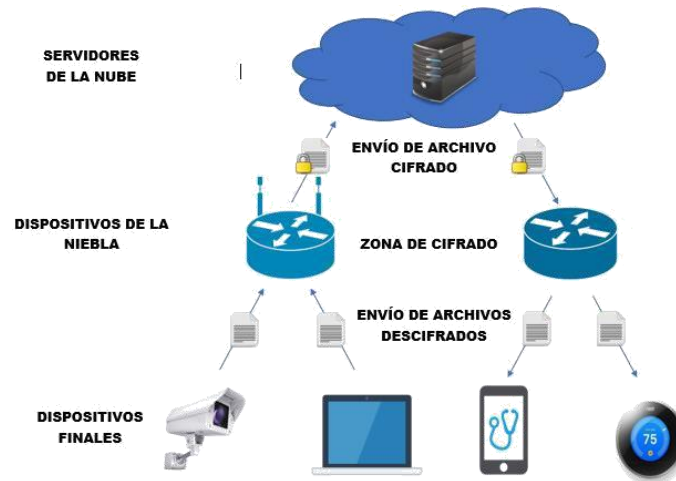 SERVIDORES
DE LA NUBE
ENVÍO DE ARCHIVO
CIFRADO
DISPOSITIVOS DE LA
NIEBLA
ZONA DE CIFRADO
ENVÍO DE ARCHIVOS
DESCIFRADOS
DISPOSITIVOS
FINALES
75